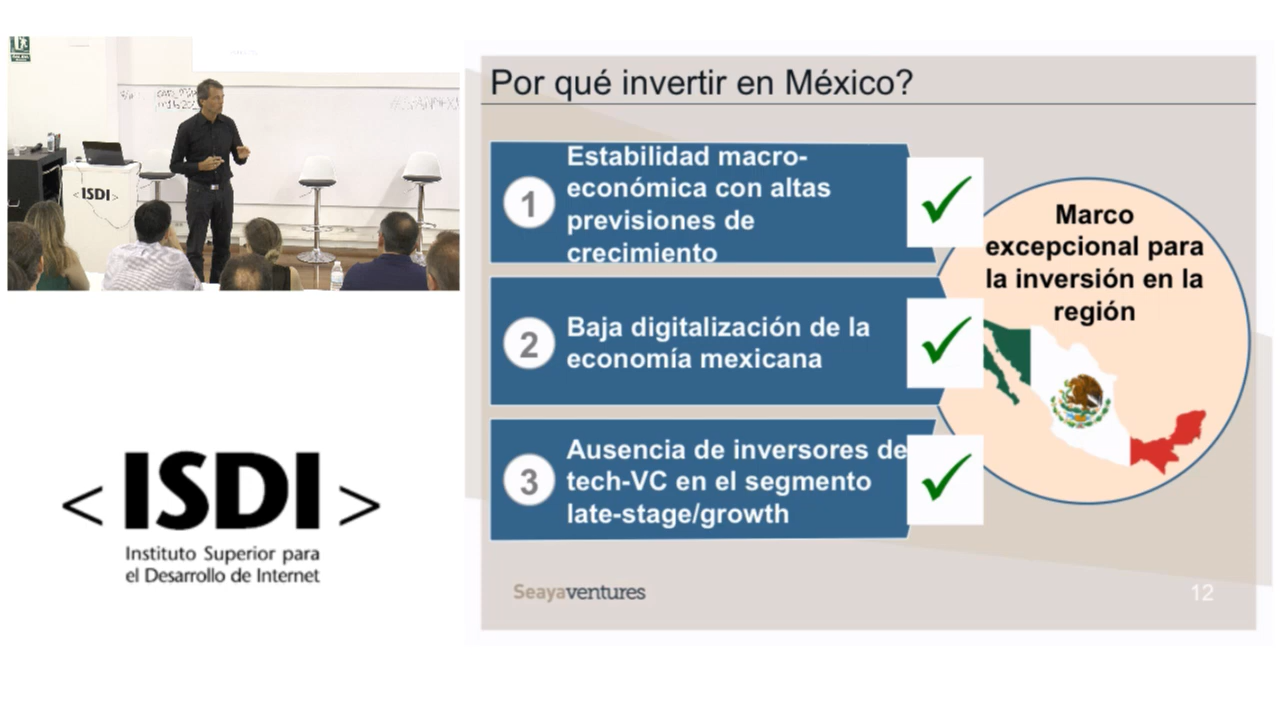 <ISDI>
Por qué invertir en México?
1
Estabilidad macro-
económica con altas
previsiones de
crecimiento
2
Baja digitalización de la
economía mexicana
3
Ausencia de inversores de
tech-VC en el segmento
late-stage/growth
Marco
excepcional para
la inversión en la
región
Seayaventures
12
< ISDI >
Instituto Superior para
el Desarrollo de Internet